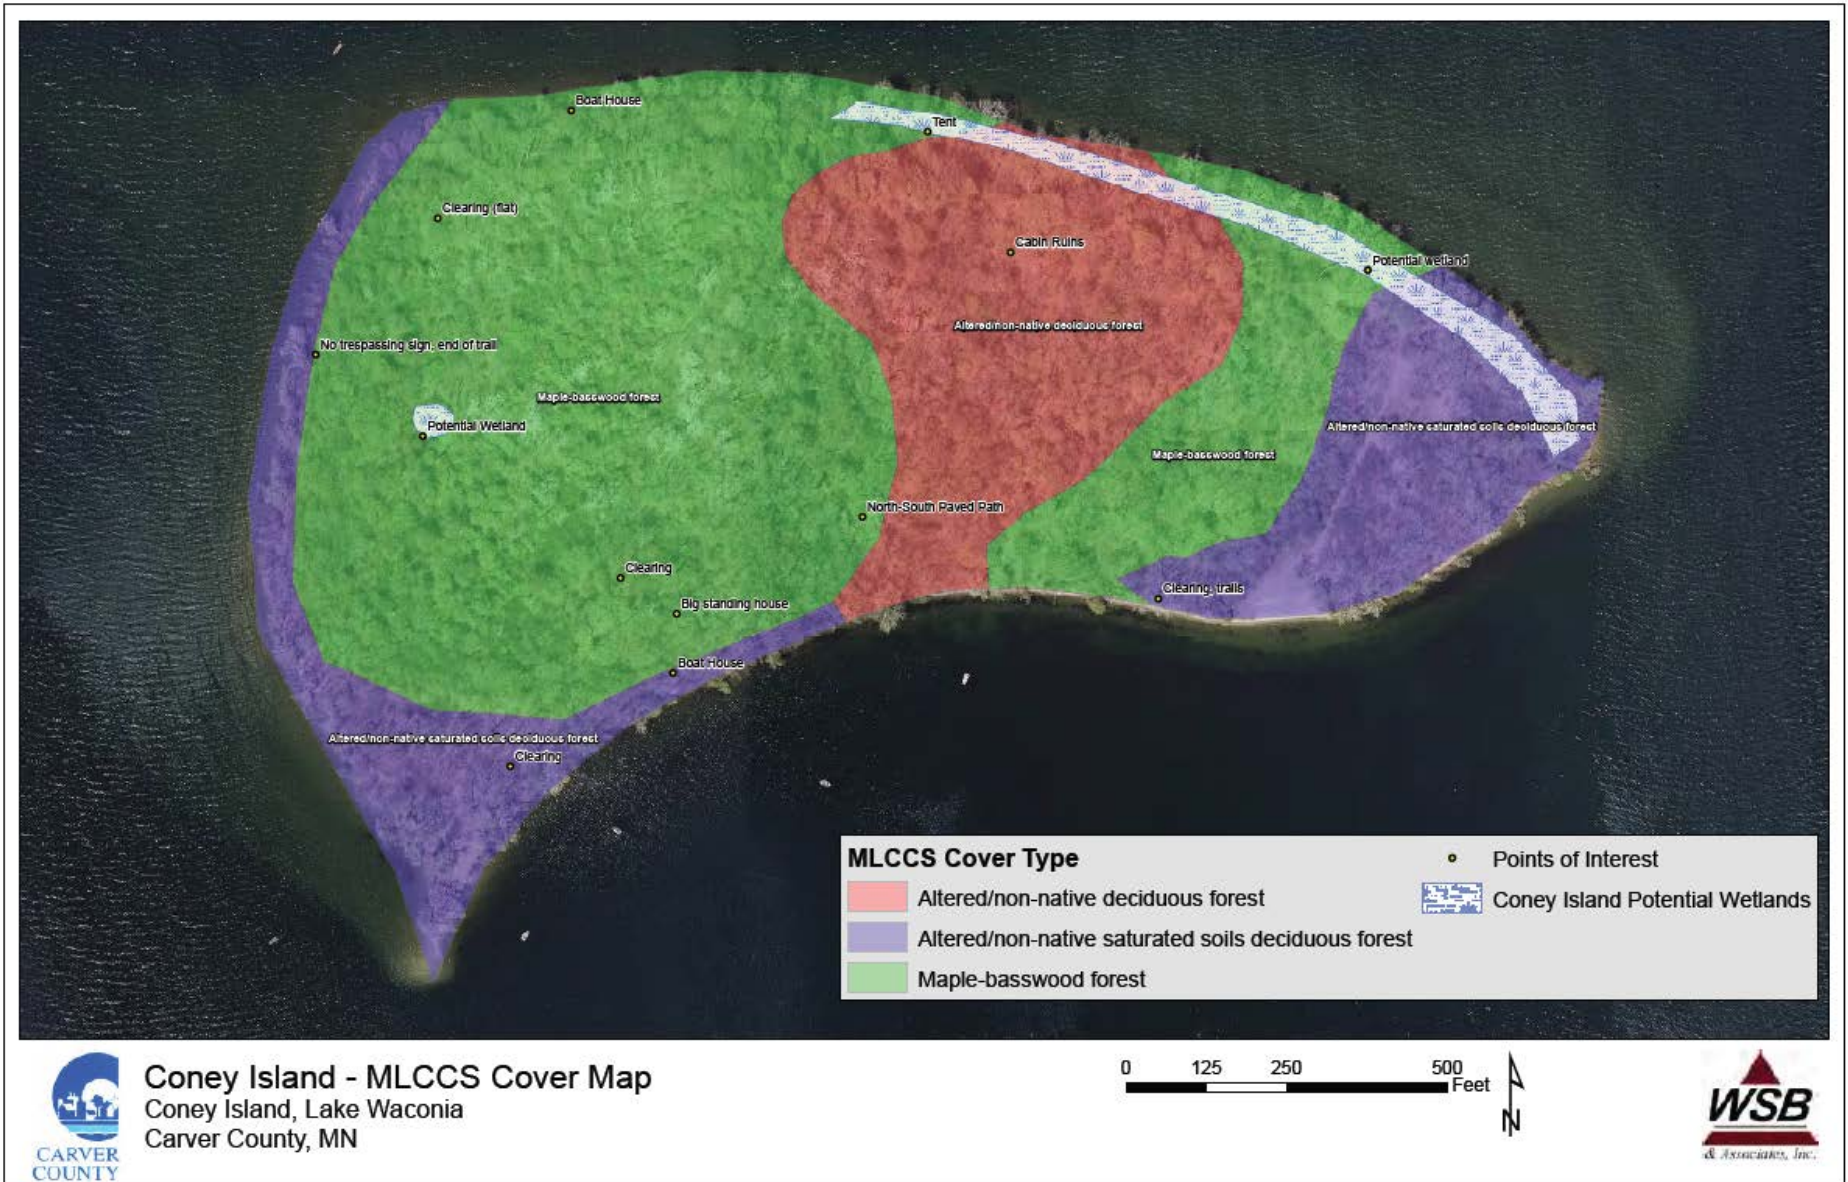 Boat House
Tent
Clearing (flat)
Cabin Ruins
Potential wetland
Altered/non-native deciduous forest
No trespassing sign, end of trail
Maple-basswood forest
Potential Wetland
Altered/non-native saturated soils deciduous forest
Maple-basswood forest
North-South Paved Path
Clearing
Clearing, trails
Big standing house
Boat House
Altered/non-native saturated soils deciduous forest
Clearing
MLCCS Cover Type
Altered/non-native deciduous forest
Altered/non-native saturated soils deciduous forest
Maple-basswood forest
Points of Interest
Coney Island Potential Wetlands
CARVER
COUNTY
Coney Island - MLCCS Cover Map
Coney Island, Lake Waconia
Carver County, MN
0 125 250 500
Feet
N
WSB
& Associates, Inc.